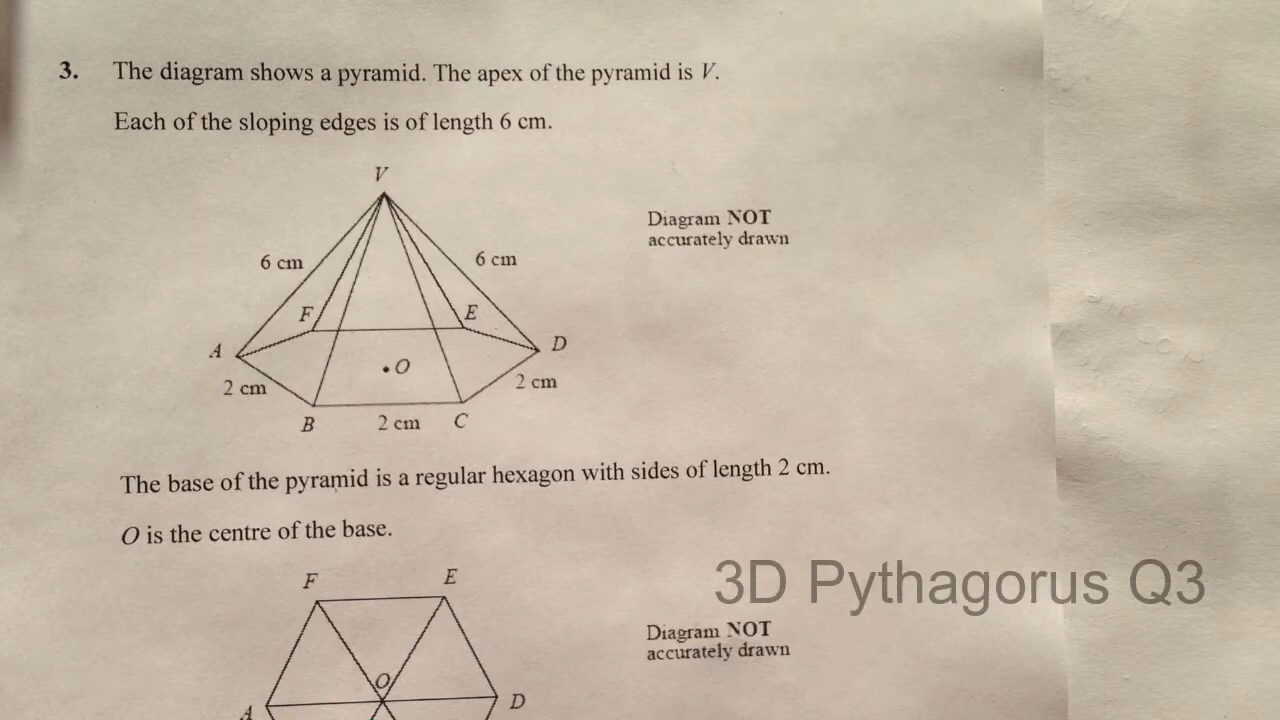 3. The diagram shows a pyramid. The apex of the pyramid is V.
Each of the sloping edges is of length 6 cm.
V
Diagram NOT
accurately drawn
6 cm
6 cm
F
E
A
D
O
2 cm
2 cm
B
2 cm
C
The base of the pyramid is a regular hexagon with sides of length 2 cm.
O is the centre of the base.
3D Pythagorus Q3
F
E
Diagram NOT
accurately drawn
O
A
D